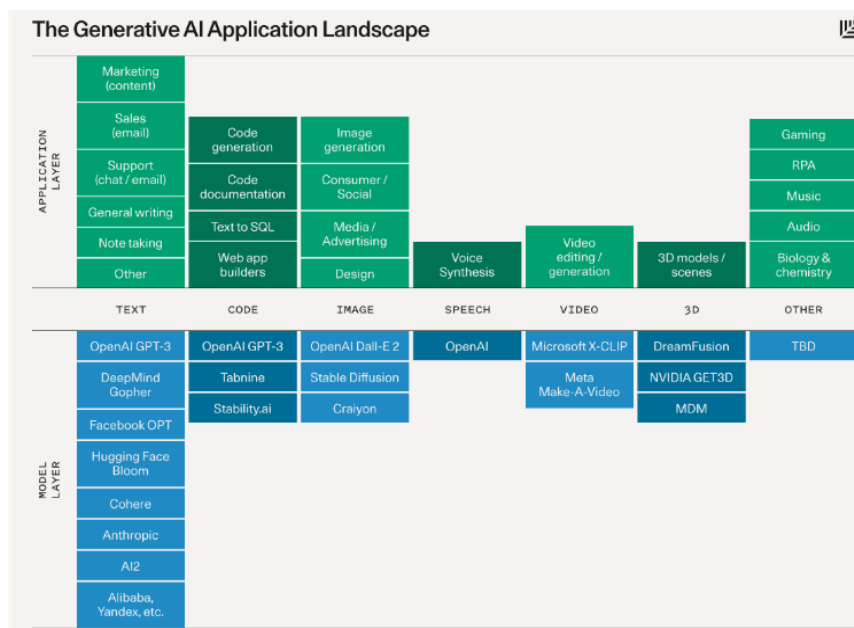 The Generative AI Application Landscape
APPLICATION
LAYER
Marketing
(content)
Sales
(email)
Support
(chat / email)
General writing
Note taking
Other
Code
generation
Code
documentation
Text to SQL
Web app
builders
Image
generation
Consumer /
Social
Media /
Advertising
Design
Voice
Synthesis
Video
editing /
generation
3D models /
scenes
Gaming
RPA
Music
Audio
Biology &
chemistry
TEXT
CODE
IMAGE
SPEECH
VIDEO
3D
OTHER
MODEL
LAYER
OpenAI GPT-3
DeepMind
Gopher
Facebook OPT
Hugging Face
Bloom
Cohere
Anthropic
AI2
Alibaba,
Yandex, etc.
OpenAI GPT-3
Tabnine
Stability.ai
OpenAI Dall-E 2
Stable Diffusion
Craiyon
OpenAI
Microsoft X-CLIP
Meta
Make-A-Video
DreamFusion
NVIDIA GET3D
MDM
TBD